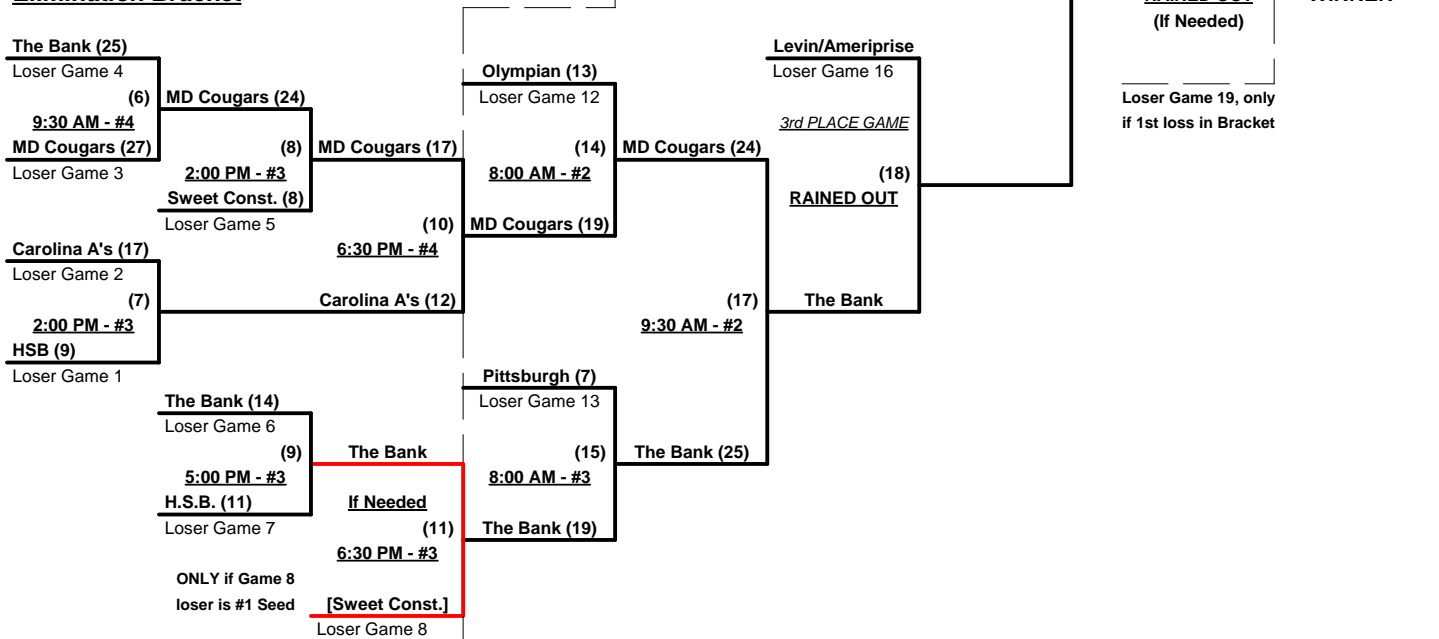 Elimination Bracket
RAINED OUT
WINNER
(If Needed)
The Bank (25)
Levin/Ameriprise
Loser Game 4
Olympian (13)
Loser Game 16
(6)
MD Cougars (24)
Loser Game 12
Loser Game 19, only
9:30 AM - #4
3rd PLACE GAME
if 1st loss in Bracket
MD Cougars (27)
(8)
MD Cougars (17)
(14)
MD Cougars (24)
Loser Game 3
2:00 PM - #3
8:00 AM - #2
(18)
Sweet Const. (8)
RAINED OUT
Loser Game 5
(10)
MD Cougars (19)
Carolina A's (17)
6:30 PM - #4
Loser Game 2
(7)
Carolina A's (12)
(17)
The Bank
2:00 PM - #3
9:30 AM - #2
HSB (9)
Loser Game 1
Pittsburgh (7)
The Bank (14)
Loser Game 13
Loser Game 6
(9)
The Bank
(15)
The Bank (25)
5:00 PM - #3
8:00 AM - #3
H.S.B. (11)
If Needed
Loser Game 7
(11)
The Bank (19)
6:30 PM - #3
ONLY if Game 8
loser is #1 Seed
[Sweet Const.]
Loser Game 8